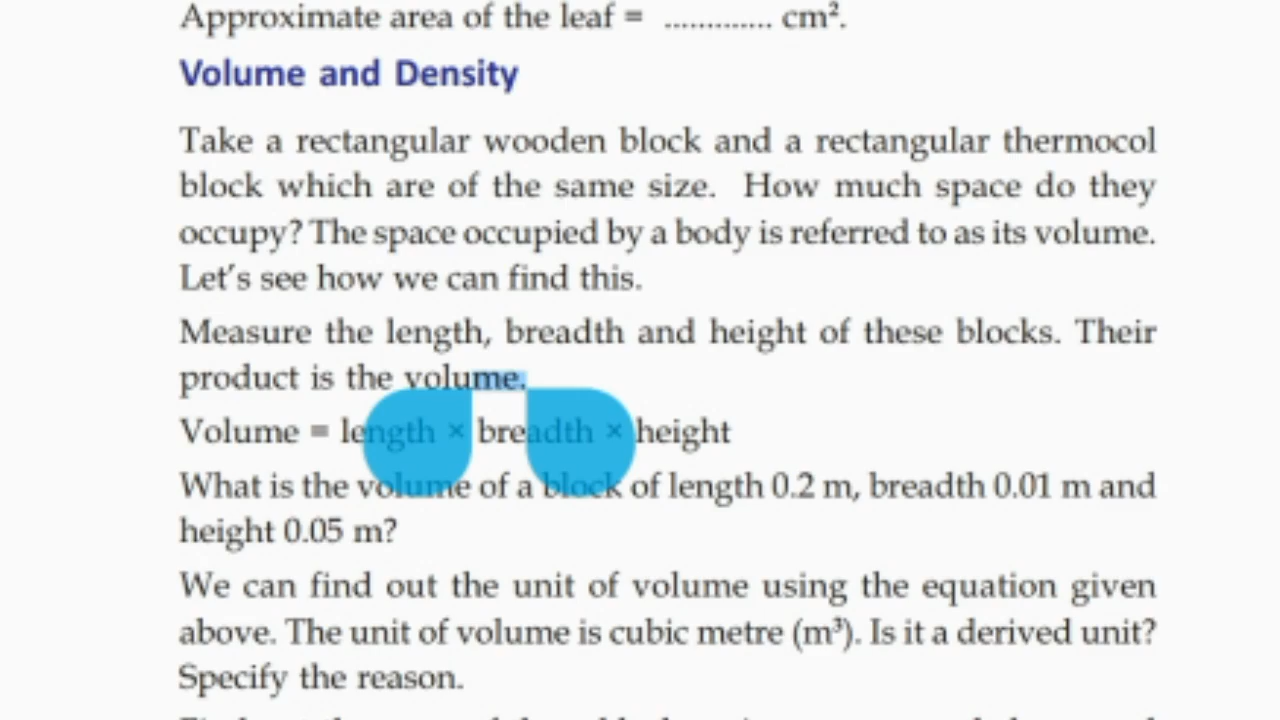 Approximate area of the leaf = ............. cm².
Volume and Density
Take a rectangular wooden block and a rectangular thermocol
block which are of the same size. How much space do they
occupy? The space occupied by a body is referred to as its volume.
Let's see how we can find this.
Measure the length, breadth and height of these blocks. Their
product is the volume.
Volume = length × breadth × height
What is the volume of a block of length 0.2 m, breadth 0.01 m and
height 0.05 m?
We can find out the unit of volume using the equation given
above. The unit of volume is cubic metre (m³). Is it a derived unit?
Specify the reason.